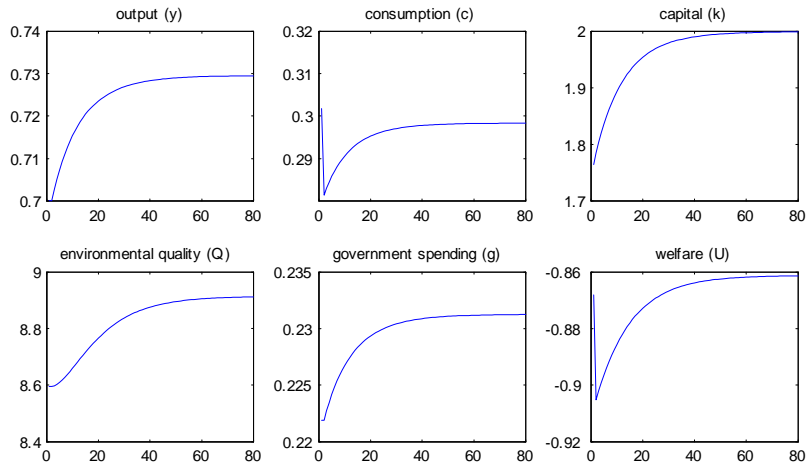 output (y)
0.74
0.73
0.72
0.71
0.7
0 20 40 60 80
consumption (c)
0.32
0.31
0.3
0.29
0 20 40 60 80
capital (k)
2
1.9
1.8
1.7
0 20 40 60 80
environmental quality (Q)
9
8.8
8.6
8.4
0 20 40 60 80
government spending (g)
0.235
0.23
0.225
0.22
0 20 40 60 80
welfare (U)
-0.86
-0.88
-0.9
-0.92
0 20 40 60 80